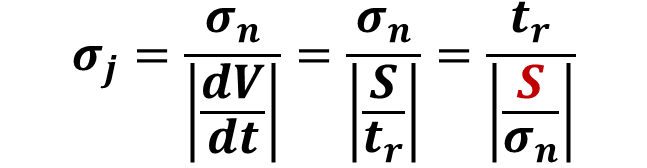 σ_j = σ_n / |dV/dt| = σ_n / |S/t_r| = t_r / |S/σ_n|